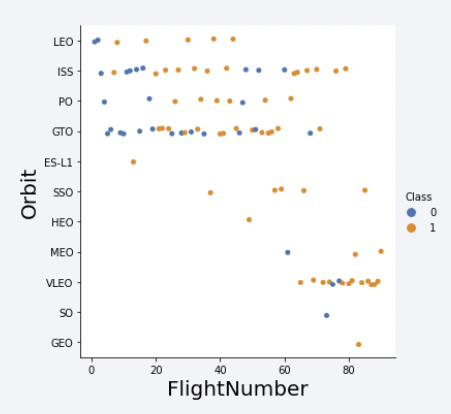 LEO
ISS
PO
GTO
ES-L1
SSO
HEO
MEO
VLEO
SO
GEO
Orbit
0 20 40 60 80
FlightNumber
Class
0
1